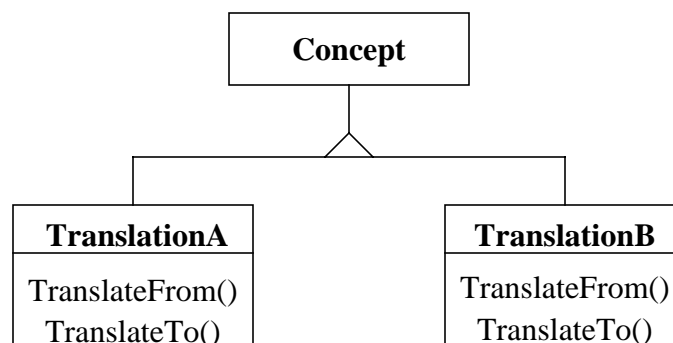 Concept
TranslationA
TranslateFrom()
TranslateTo()
TranslationB
TranslateFrom()
TranslateTo()